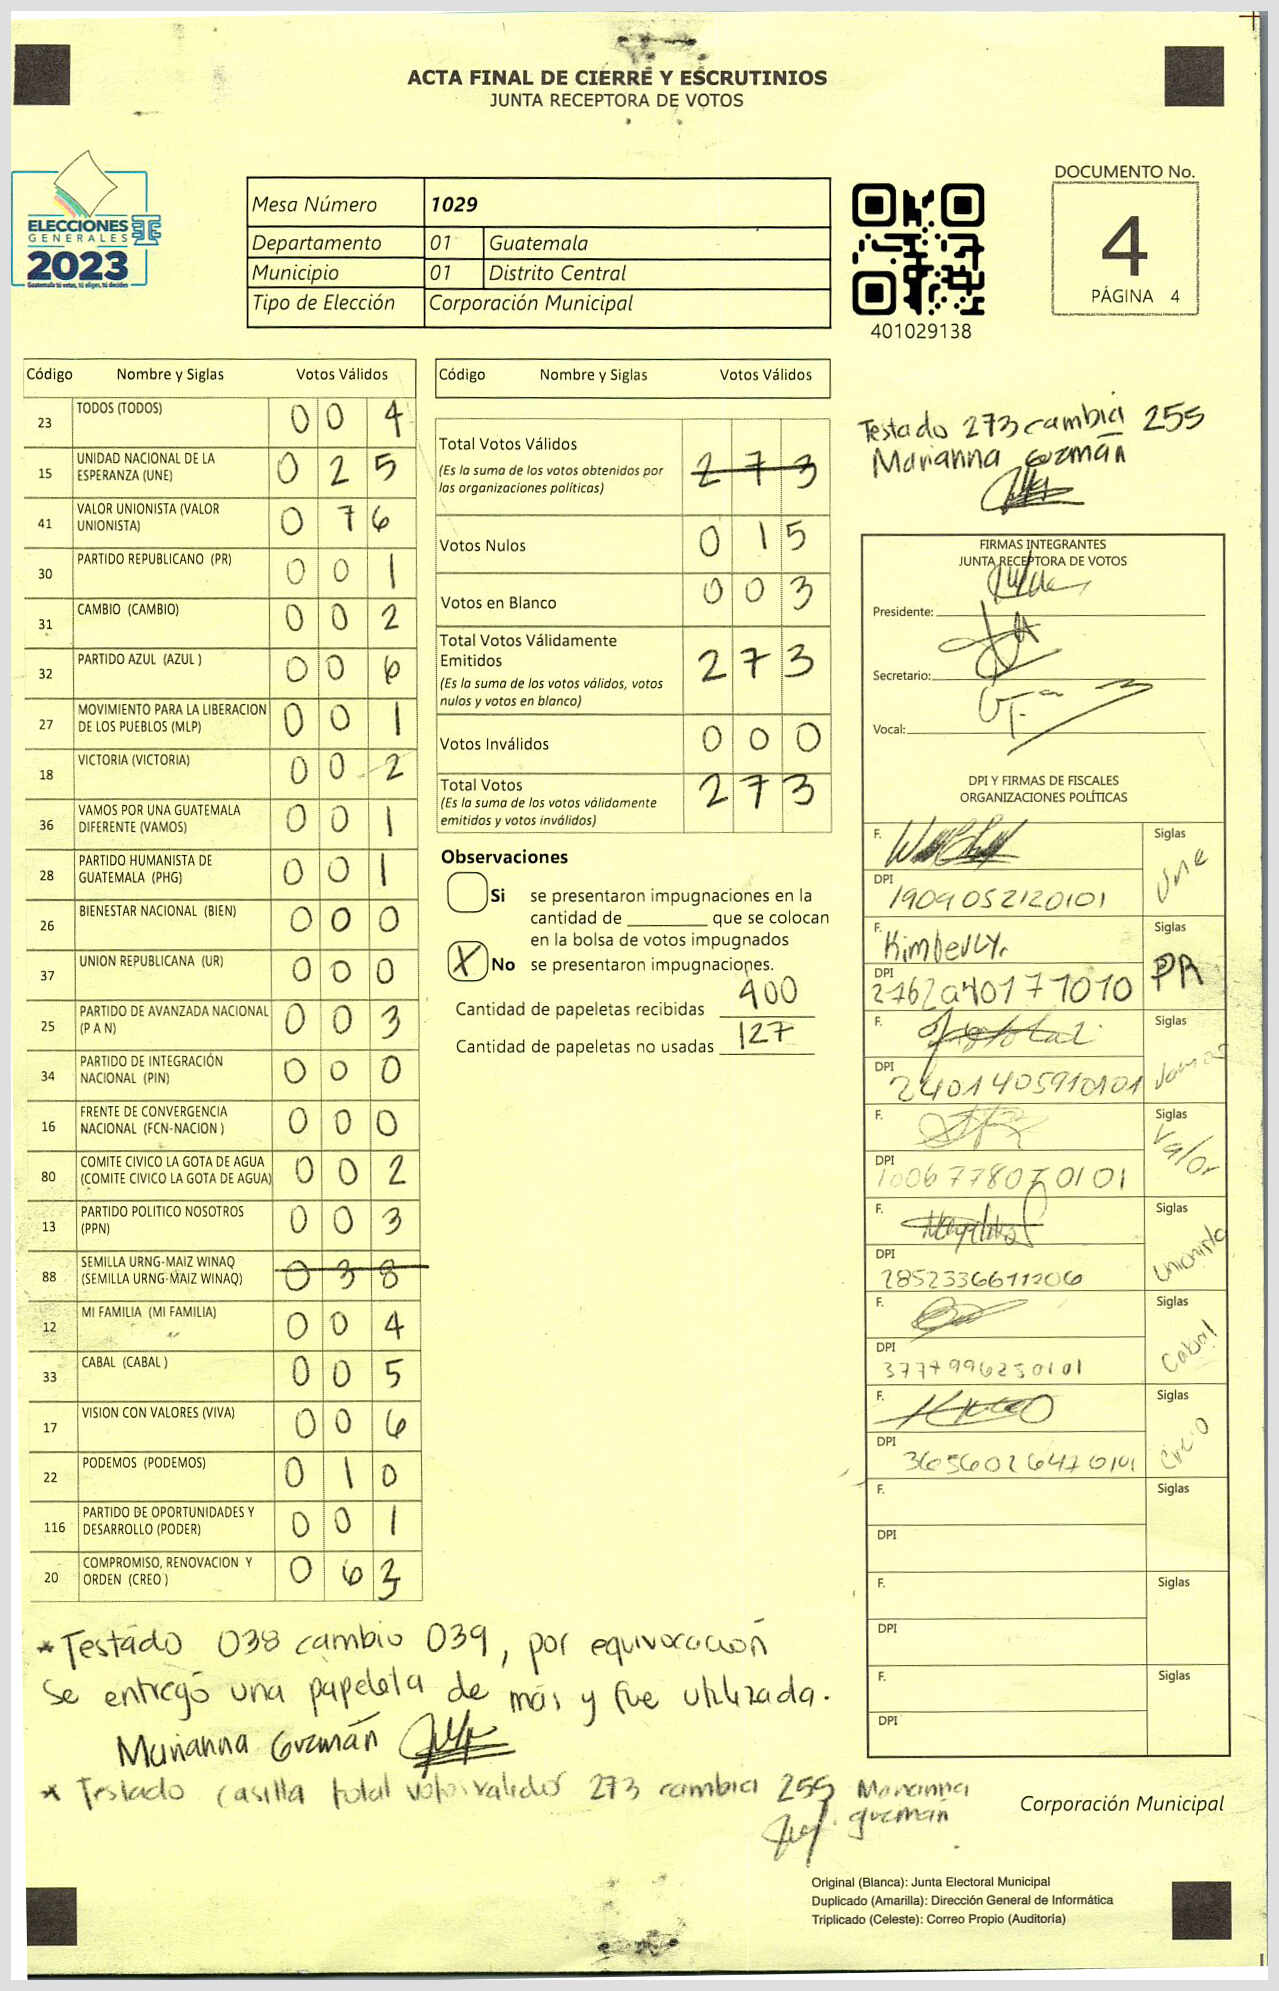 ACTA FINAL DE CIERRE Y ESCRUTINIOS
JUNTA RECEPTORA DE VOTOS
ELECCIONES
GENERALES
2023
Guatemala tú votas, tú eliges, tú decides
Mesa Número 1029
Departamento 01 Guatemala
Municipio 01 Distrito Central
Tipo de Elección Corporación Municipal
401029138
DOCUMENTO No.
4
PÁGINA 4
Código Nombre y Siglas Votos Válidos
23 TODOS (TODOS) 0 0 4
15 UNIDAD NACIONAL DE LA
ESPERANZA (UNE) 0 2 5
41 VALOR UNIONISTA (VALOR
UNIONISTA) 0 7 6
30 PARTIDO REPUBLICANO (PR) 0 0 1
31 CAMBIO (CAMBIO) 0 0 2
32 PARTIDO AZUL (AZUL ) 0 0 6
27 MOVIMIENTO PARA LA LIBERACION
DE LOS PUEBLOS (MLP) 0 0 1
18 VICTORIA (VICTORIA) 0 0 2
36 VAMOS POR UNA GUATEMALA
DIFERENTE (VAMOS) 0 0 1
28 PARTIDO HUMANISTA DE
GUATEMALA (PHG) 0 0 1
26 BIENESTAR NACIONAL (BIEN) 0 0 0
37 UNION REPUBLICANA (UR) 0 0 0
25 PARTIDO DE AVANZADA NACIONAL
(P A N) 0 0 3
34 PARTIDO DE INTEGRACIÓN
NACIONAL (PIN) 0 0 0
16 FRENTE DE CONVERGENCIA
NACIONAL (FCN-NACION ) 0 0 0
80 COMITE CIVICO LA GOTA DE AGUA
(COMITE CIVICO LA GOTA DE AGUA) 0 0 2
13 PARTIDO POLITICO NOSOTROS
(PPN) 0 0 3
88 SEMILLA URNG-MAIZ WINAQ
(SEMILLA URNG-MAIZ WINAQ) 0 3 8
12 MI FAMILIA (MI FAMILIA) 0 0 4
33 CABAL (CABAL ) 0 0 5
17 VISION CON VALORES (VIVA) 0 0 6
22 PODEMOS (PODEMOS) 0 1 0
116 PARTIDO DE OPORTUNIDADES Y
DESARROLLO (PODER) 0 0 1
20 COMPROMISO, RENOVACION Y
ORDEN (CREO ) 0 6 3
Código Nombre y Siglas Votos Válidos
Total Votos Válidos 2 7 3
(Es la suma de los votos obtenidos por
las organizaciones políticas)
Votos Nulos 0 1 5
Votos en Blanco 0 0 3
Total Votos Válidamente
Emitidos 2 7 3
(Es la suma de los votos válidos, votos
nulos y votos en blanco)
Votos Inválidos 0 0 0
Total Votos 2 7 3
(Es la suma de los votos válidamente
emitidos y votos inválidos)
Observaciones
Si se presentaron impugnaciones en la
cantidad de ________ que se colocan
en la bolsa de votos impugnados
X No se presentaron impugnaciones.
Cantidad de papeletas recibidas 400
Cantidad de papeletas no usadas 127
Testado 273 cambia 255
Marianna Guzmán
FIRMAS INTEGRANTES
JUNTA RECEPTORA DE VOTOS
Presidente:
Secretario:
Vocal:
DPI Y FIRMAS DE FISCALES
ORGANIZACIONES POLÍTICAS
F. Siglas
DPI Une
1909052120101
F. Kimberly. Siglas
DPI PR
2762940171010
F. Siglas
DPI
2401405910101
F. Siglas
DPI Valor
1006778070101
F. Siglas
DPI Unionista
2852336611206
F. Siglas
DPI Cabal
3777996250101
F. Siglas
DPI Creo
3656026470101
F. Siglas
DPI
F. Siglas
DPI
F. Siglas
DPI
* Testado 038 cambio 039, por equivocación
Se entregó una papeleta de más y fue utilizada.
Marianna Guzmán
* Testado casilla total votos validos 273 cambia 255 Marianna
guzmán
Corporación Municipal
Original (Blanca): Junta Electoral Municipal
Duplicado (Amarilla): Dirección General de Informática
Triplicado (Celeste): Correo Propio (Auditoría)